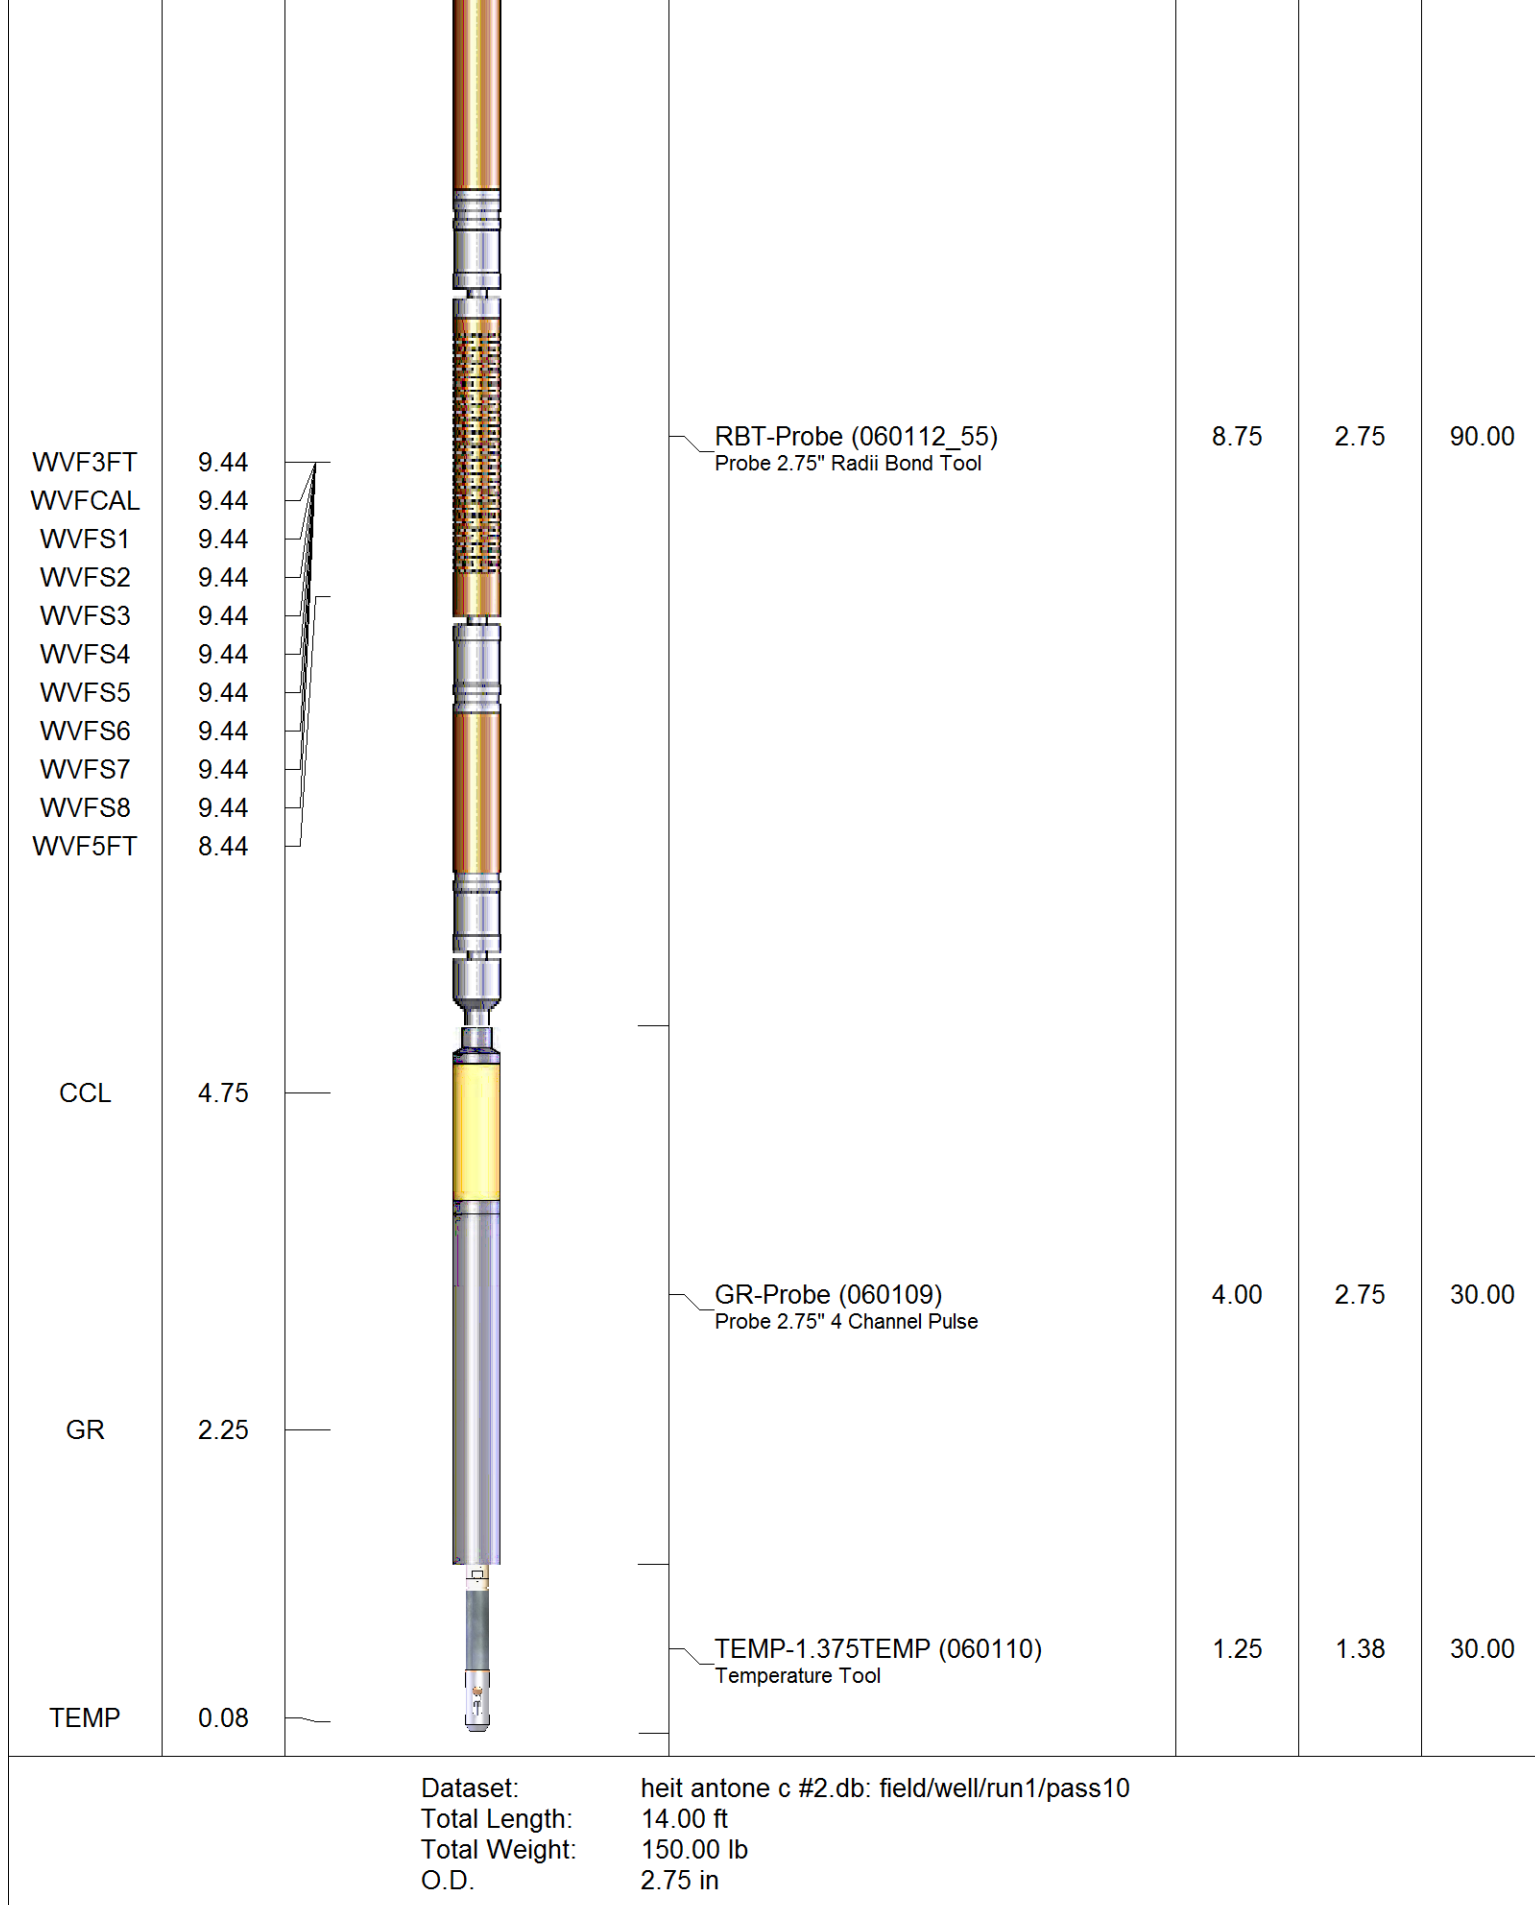 RBT-Probe (060112_55) 8.75 2.75 90.00
Probe 2.75" Radii Bond Tool
WVF3FT 9.44
WVFCAL 9.44
WVFS1 9.44
WVFS2 9.44
WVFS3 9.44
WVFS4 9.44
WVFS5 9.44
WVFS6 9.44
WVFS7 9.44
WVFS8 9.44
WVF5FT 8.44
CCL 4.75
GR-Probe (060109) 4.00 2.75 30.00
Probe 2.75" 4 Channel Pulse
GR 2.25
TEMP-1.375TEMP (060110) 1.25 1.38 30.00
Temperature Tool
TEMP 0.08
Dataset: heit antone c #2.db: field/well/run1/pass10
Total Length: 14.00 ft
Total Weight: 150.00 lb
O.D. 2.75 in